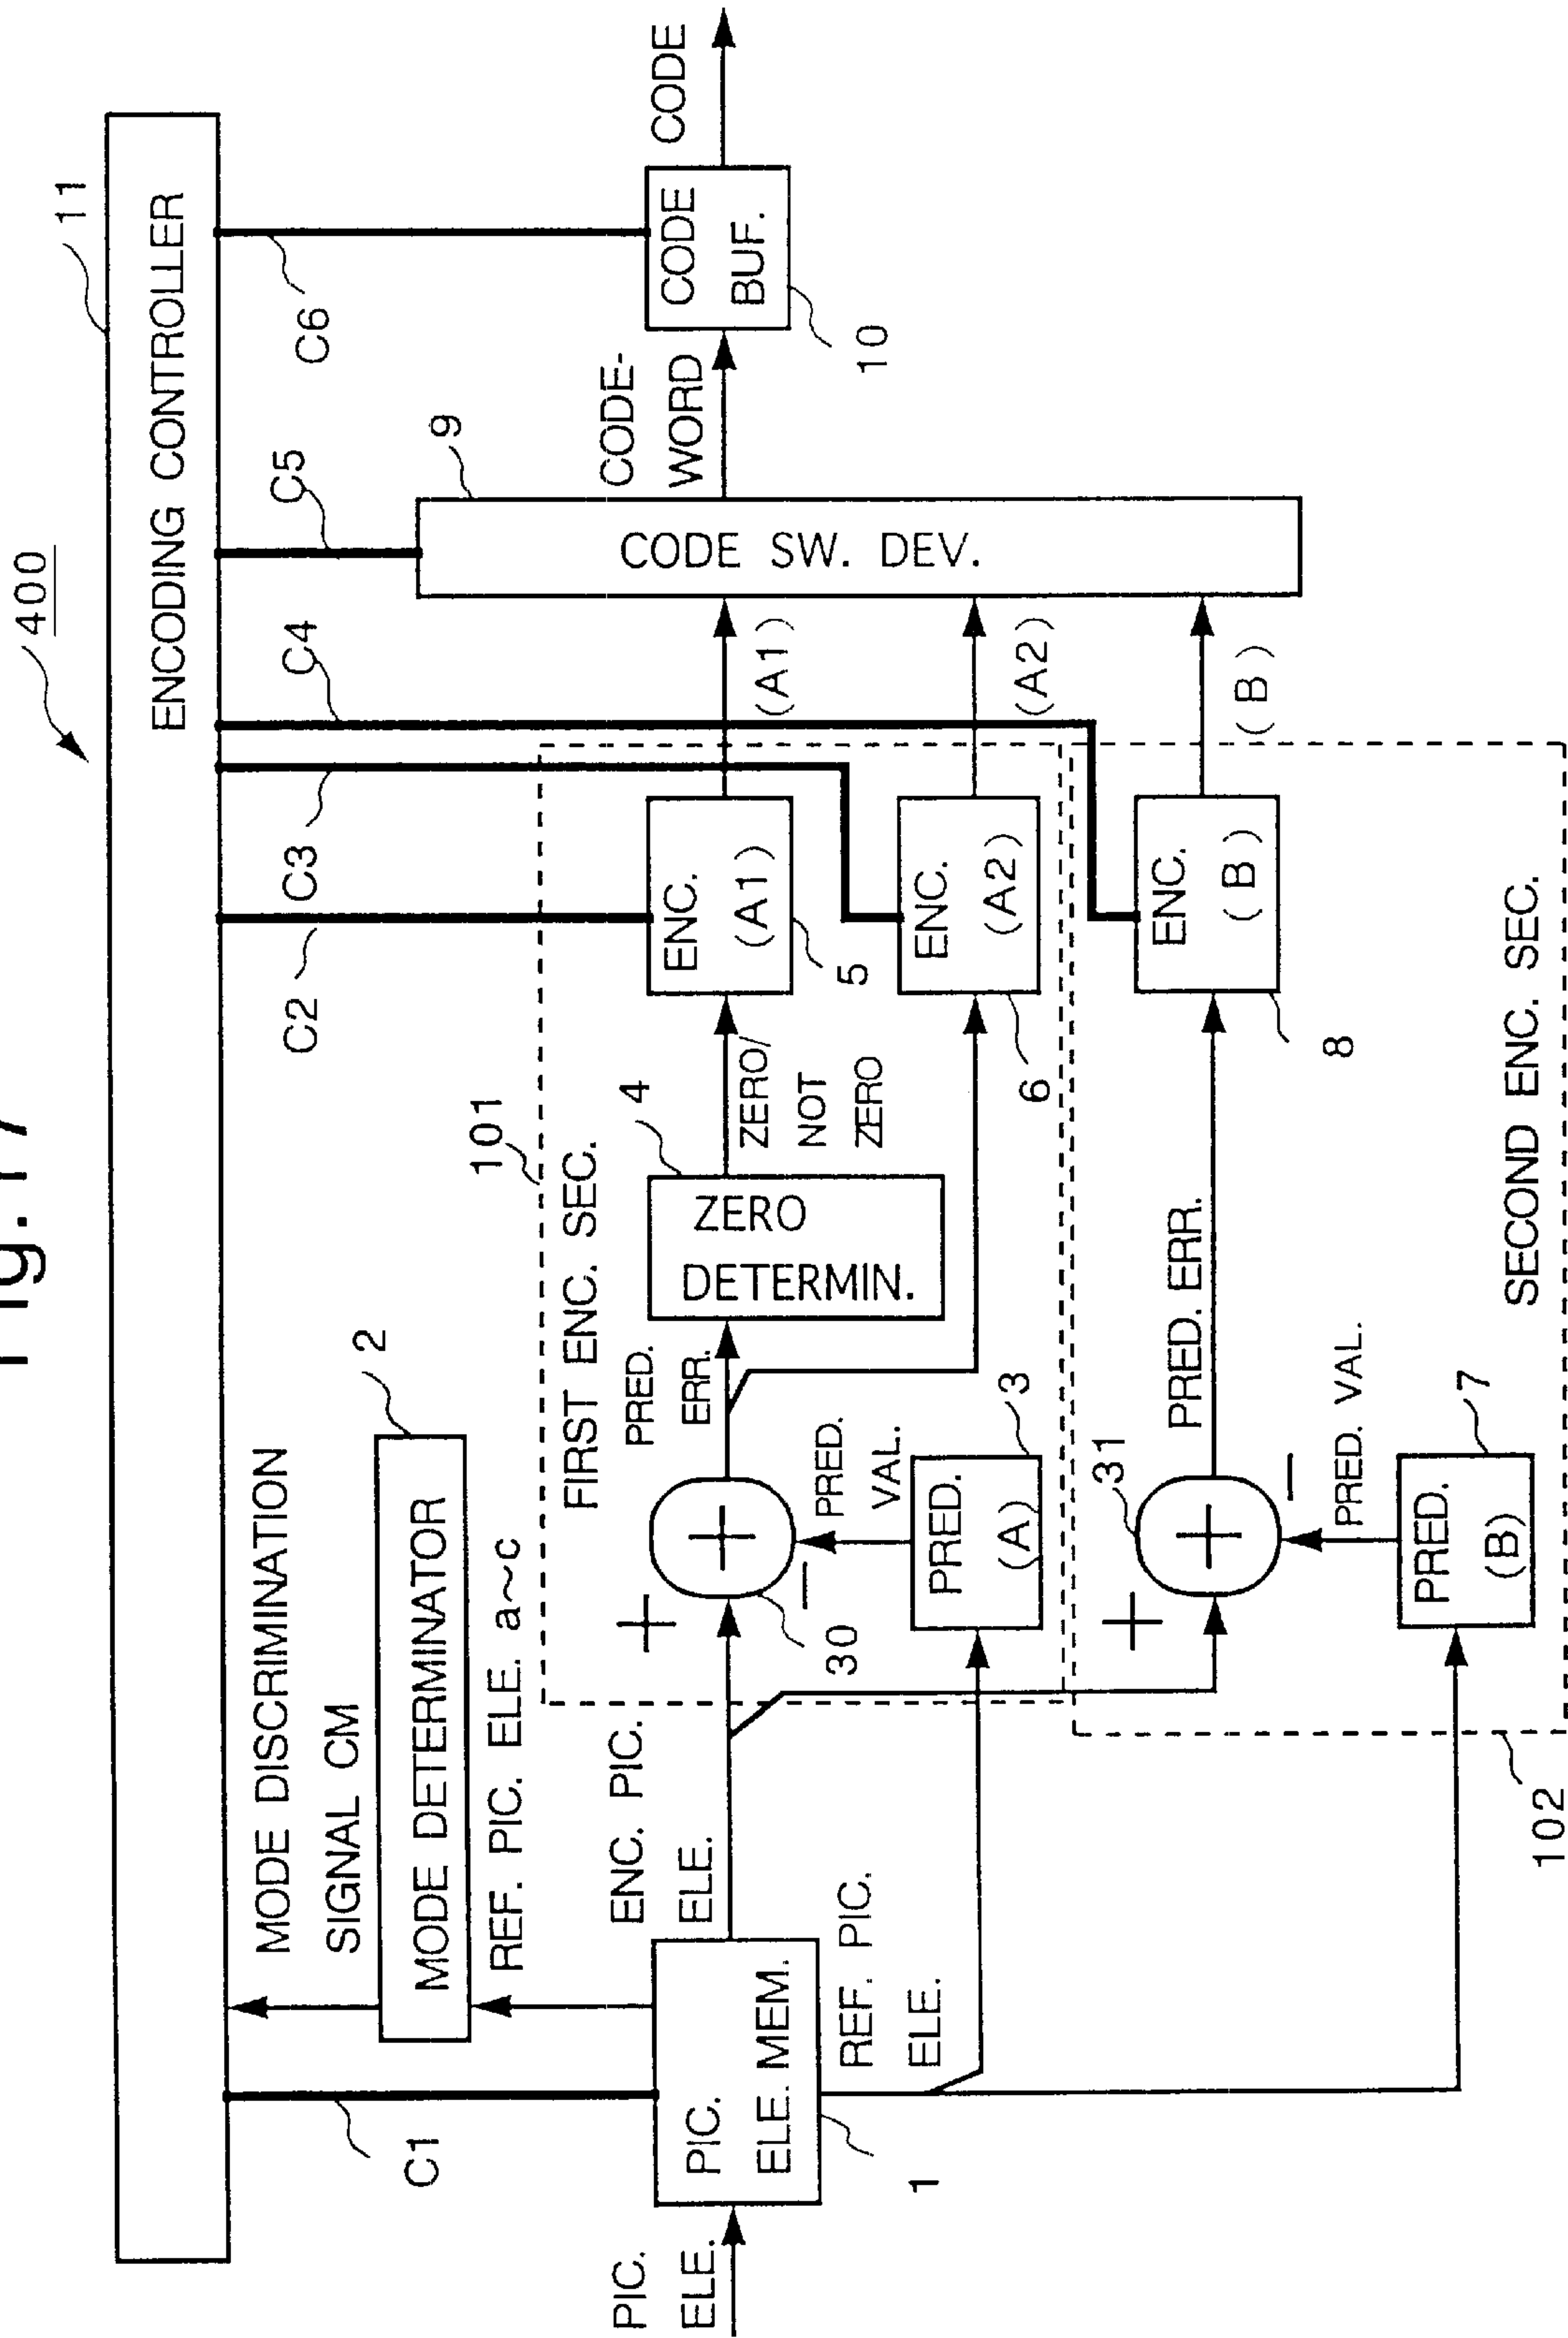 Fig. 17
400
11
ENCODING CONTROLLER
MODE DISCRIMINATION
SIGNAL CM
2
MODE DETERMINATOR
REF. PIC. ELE. a~c
C1
C2
C3
C4
C5
C6
PIC.
ELE.
PIC.
ELE. MEM.
1
ENC. PIC.
ELE.
REF. PIC.
ELE.
101
FIRST ENC. SEC.
+
+
−
30
PRED.
ERR.
PRED.
VAL.
PRED.
(A)
3
4
ZERO
DETERMIN.
ZERO/
NOT
ZERO
ENC.
(A1)
5
ENC.
(A2)
6
(A1)
(A2)
(B)
9
CODE SW. DEV.
CODE-
WORD
CODE
BUF.
10
CODE
102
SECOND ENC. SEC.
+
+
−
31
PRED. ERR.
PRED. VAL.
PRED.
(B)
7
ENC.
(B)
8